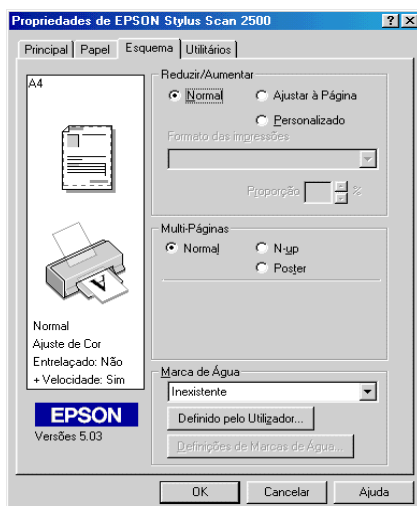 Propriedades de EPSON Stylus Scan 2500
Principal Papel Esquema Utilitários
A4
Reduzir/Aumentar
Normal Ajustar à Página
Personalizado
Formato das impressões
Proporção %
Multi-Páginas
Normal N-up
Poster
A
Normal
Ajuste de Cor
Entrelaçado: Não
+ Velocidade: Sim
EPSON
Versões 5.03
Marca de Água
Inexistente
Definido pelo Utilizador...
Definições de Marcas de Água...
OK Cancelar Ajuda